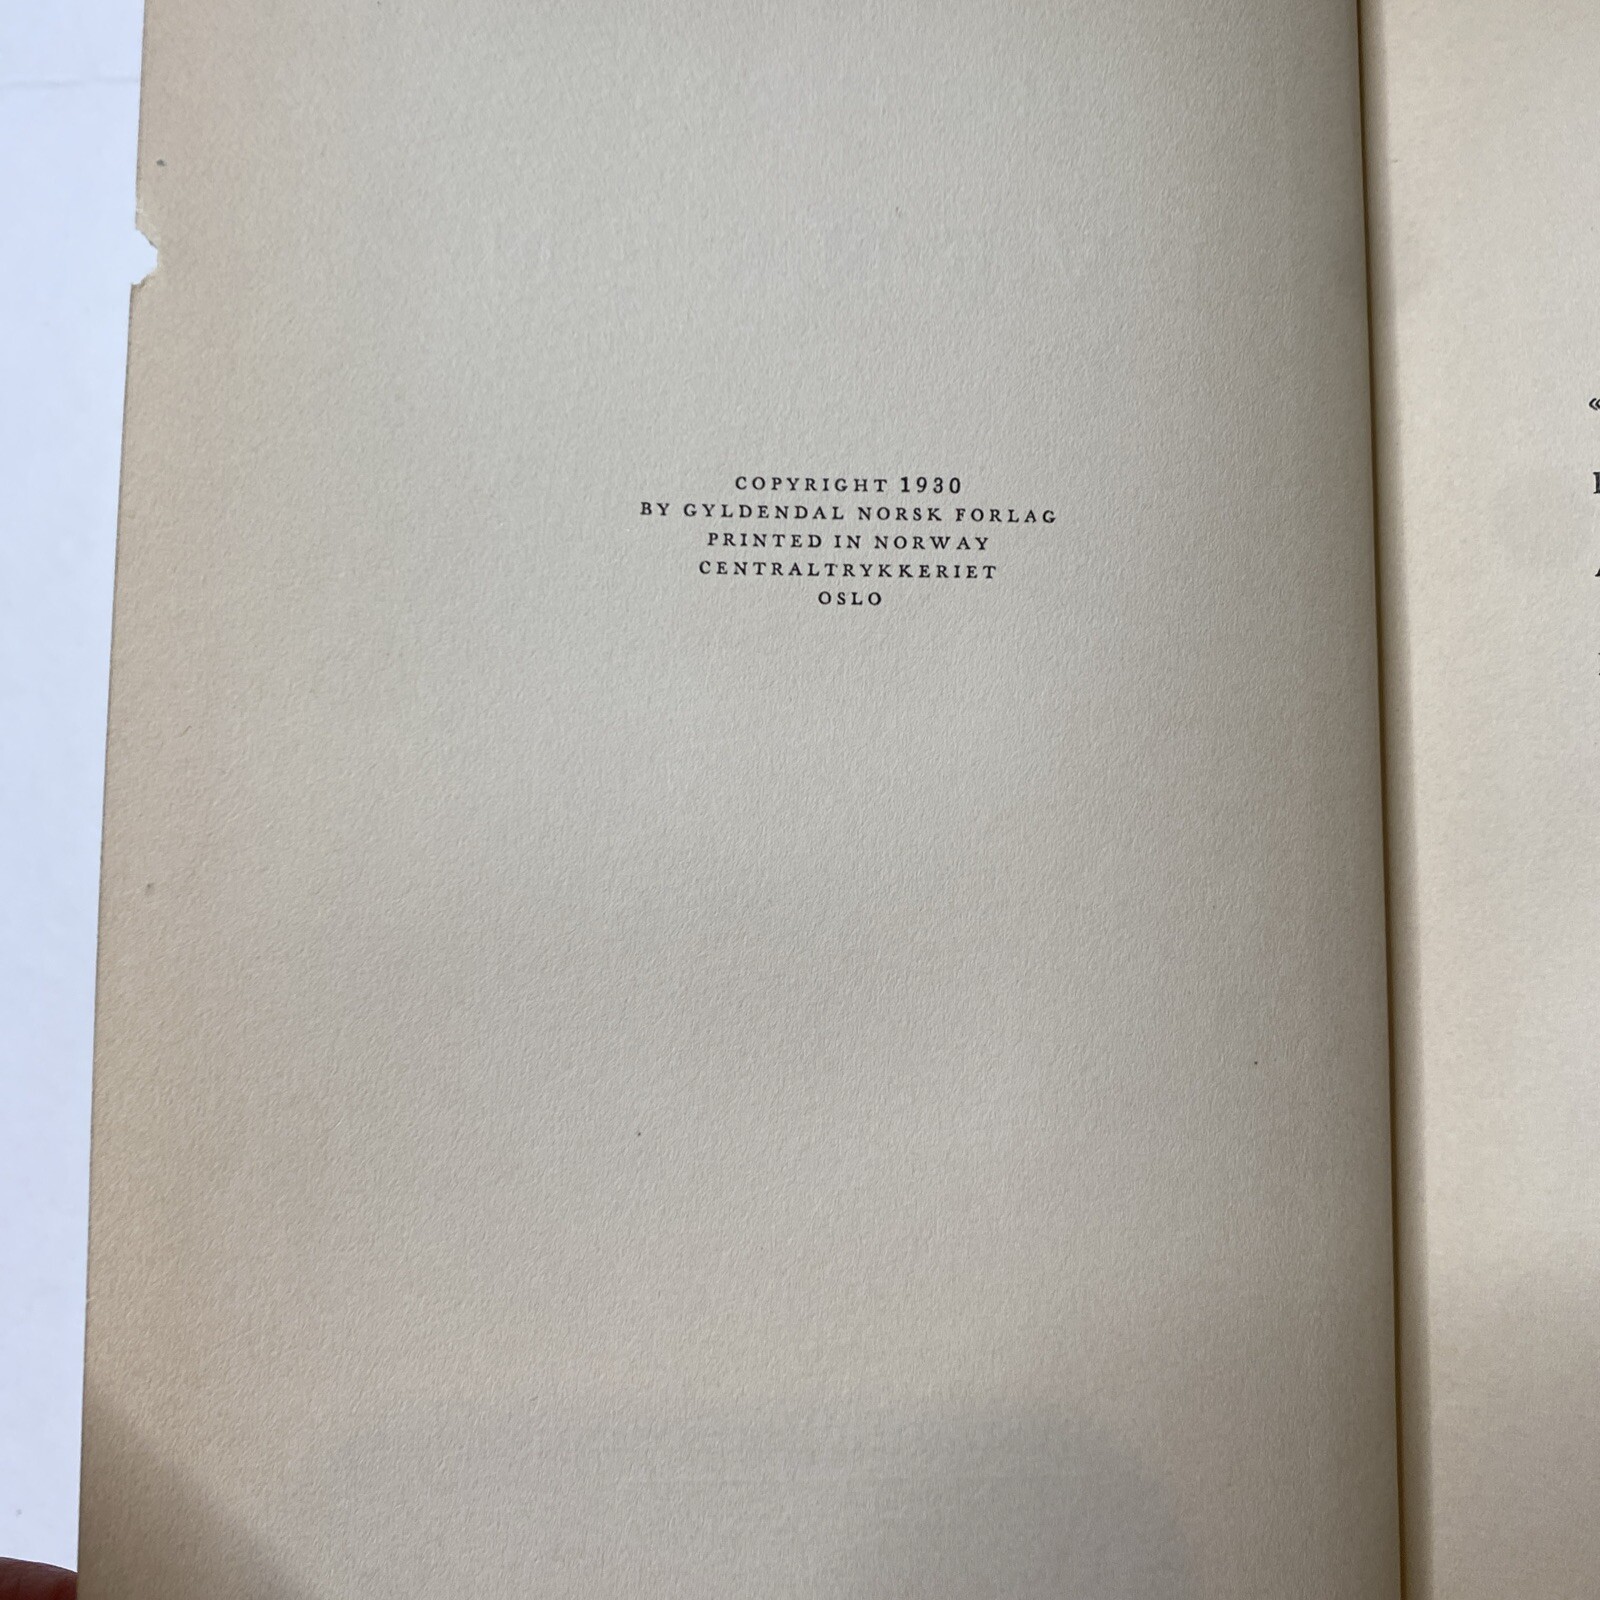 COPYRIGHT 1930
BY GYLDENDAL NORSK FORLAG
PRINTED IN NORWAY
CENTRALTRYKKERIET
OSLO
«